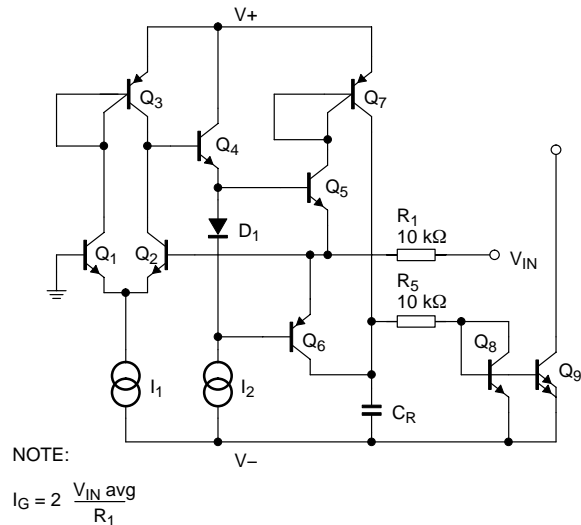 V+
Q3
Q7
Q4
Q5
D1
R1
10 kΩ
Q1
Q2
VIN
R5
10 kΩ
Q6
Q8
Q9
I1
I2
CR
NOTE:
V−
IG = 2 VIN avg
R1